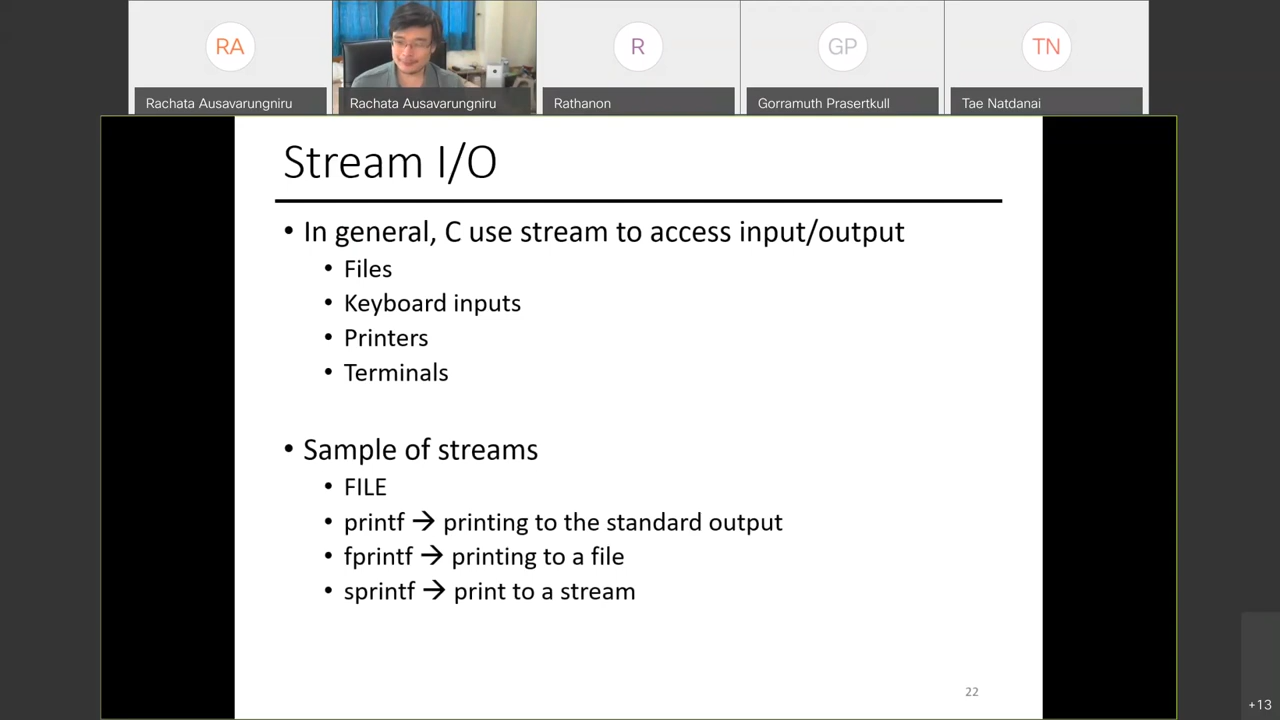 RA
R
GP
TN
Rachata Ausavarungniru
Rachata Ausavarungniru
Rathanon
Gorramuth Prasertkull
Tae Natdanai
Stream I/O
• In general, C use stream to access input/output
• Files
• Keyboard inputs
• Printers
• Terminals
• Sample of streams
• FILE
• printf → printing to the standard output
• fprintf → printing to a file
• sprintf → print to a stream
22
+13